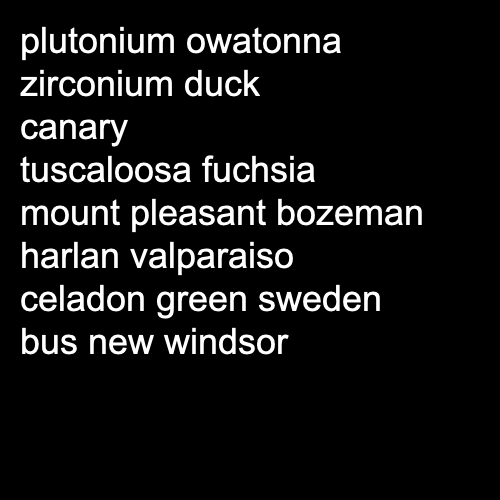 plutonium owatonna
zirconium duck
canary
tuscaloosa fuchsia
mount pleasant bozeman
harlan valparaiso
celadon green sweden
bus new windsor